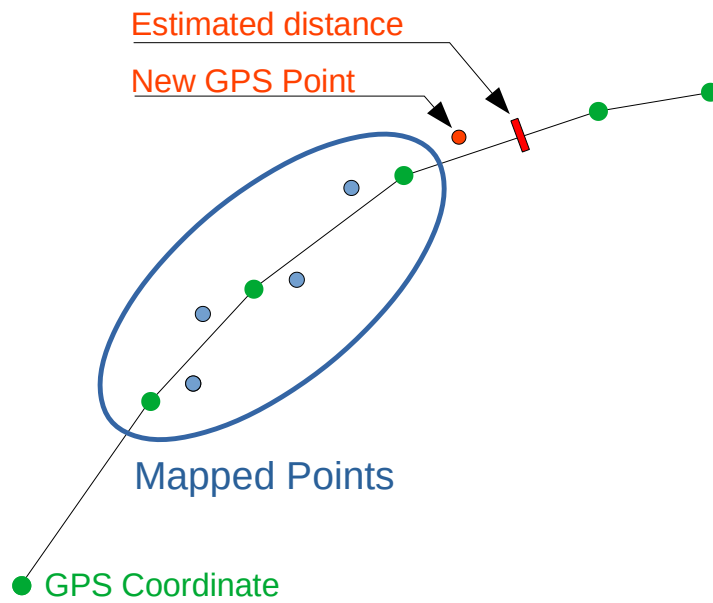 Estimated distance
New GPS Point
Mapped Points
GPS Coordinate